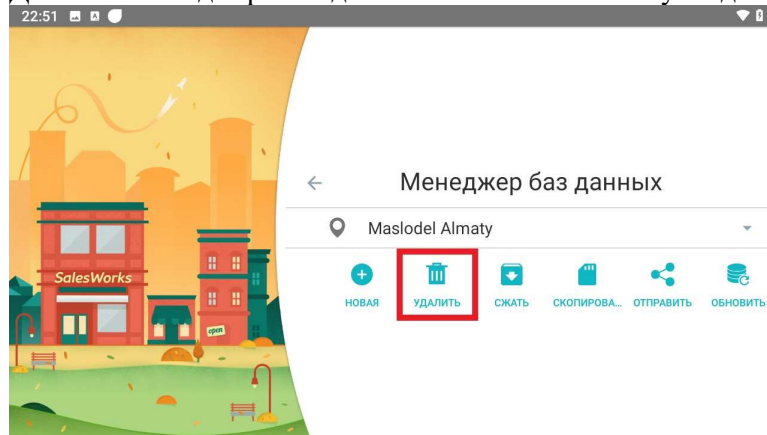 22:51
Менеджер баз данных
Maslodel Almaty
SalesWorks
open
НОВАЯ УДАЛИТЬ СЖАТЬ СКОПИРОВА... ОТПРАВИТЬ ОБНОВИТЬ